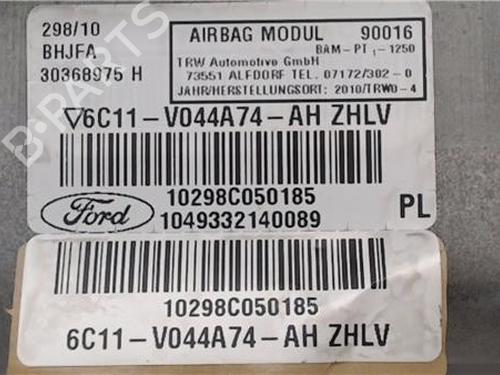 298/10
BHJFA
30368975 H
AIRBAG MODUL 90016
BAM-PT1-1250
TRW Automotive GmbH
73551 ALFDORF TEL. 07172/302-0
JAHR/HERSTELLUNGSORT: 2010/TRWO-4
6C11-V044A74-AH ZHLV
10298C050185
Ford
1049332140089
PL
10298C050185
6C11-V044A74-AH ZHLV